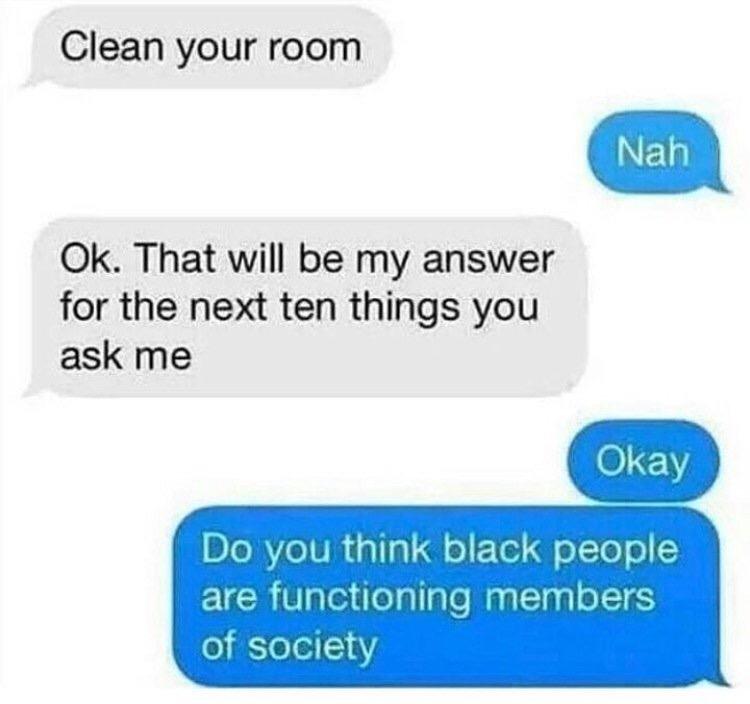 Clean your room
Nah
Ok. That will be my answer
for the next ten things you
ask me
Okay
Do you think black people
are functioning members
of society